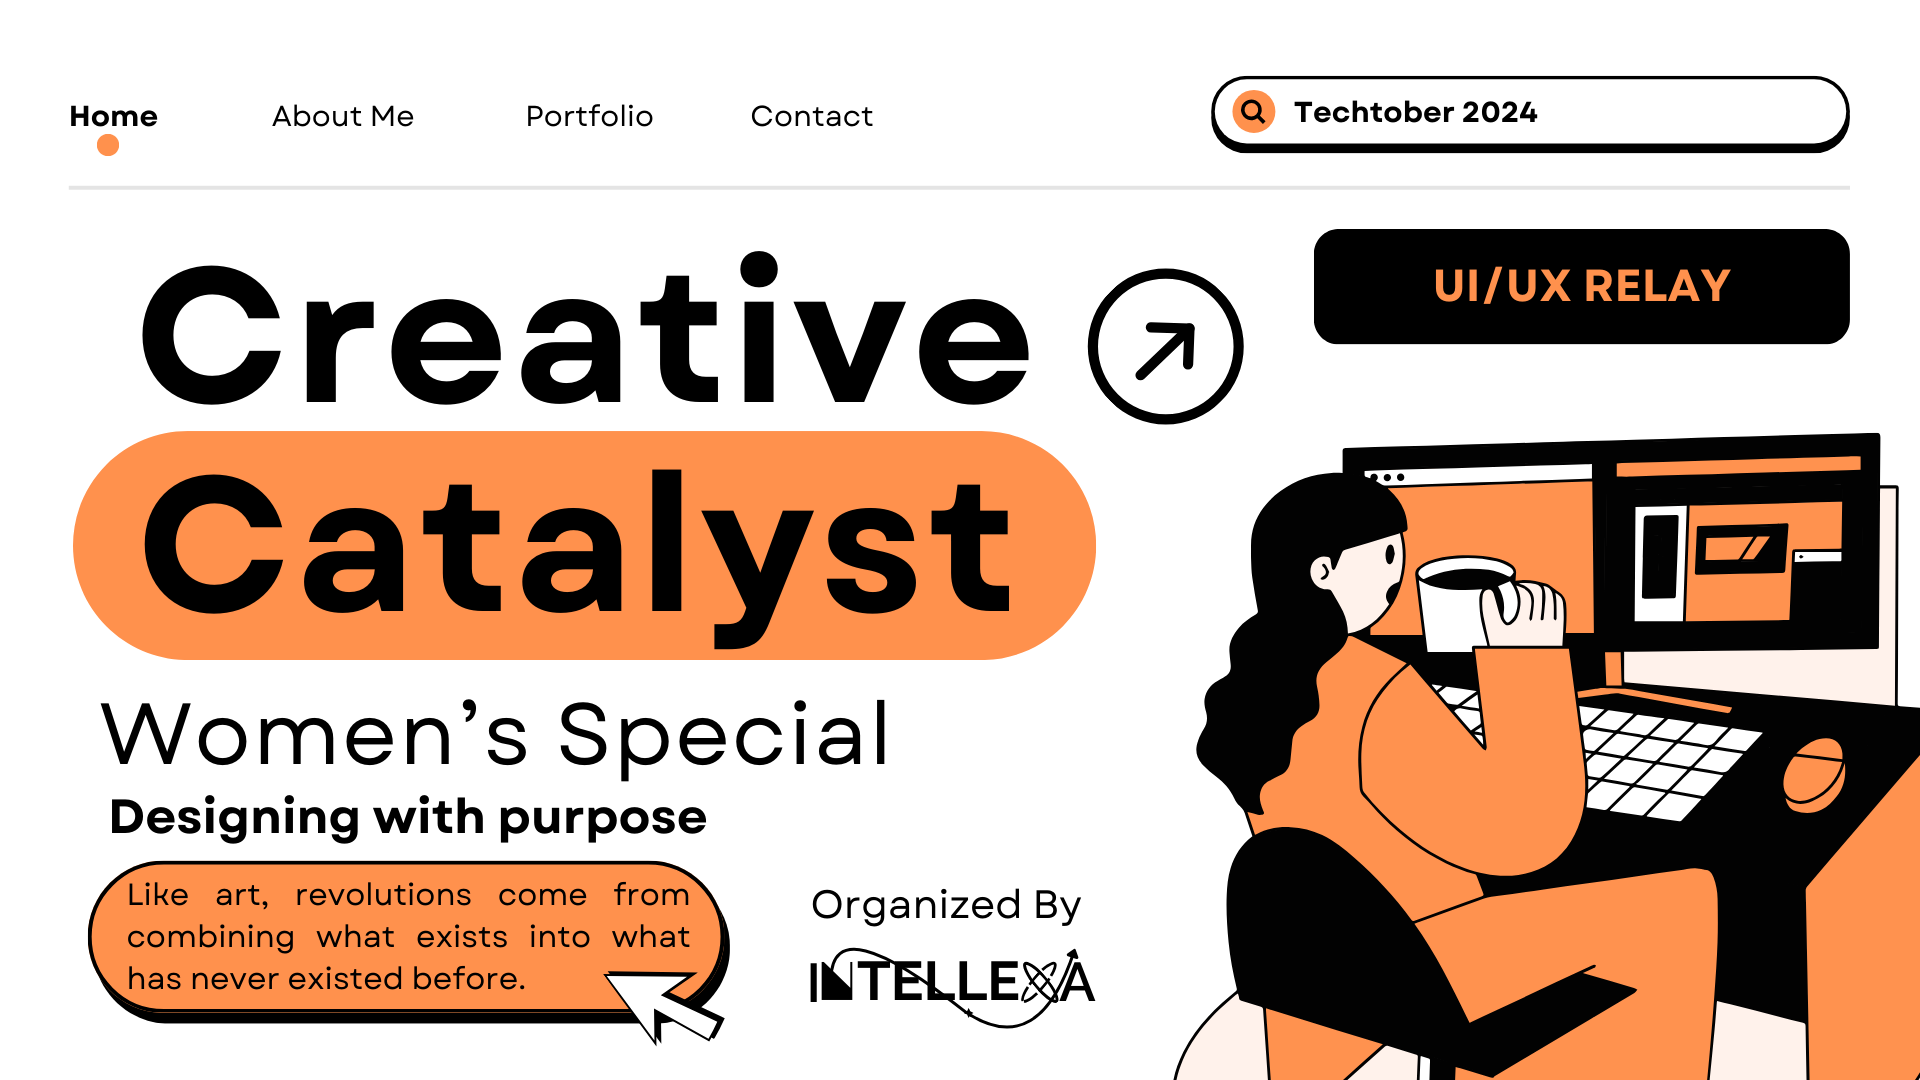 Home
About Me
Portfolio
Contact
Techtober 2024
UI/UX RELAY
Creative
Catalyst
Women’s Special
Designing with purpose
Like art, revolutions come from
combining what exists into what
has never existed before.
Organized By
INTELLEXA